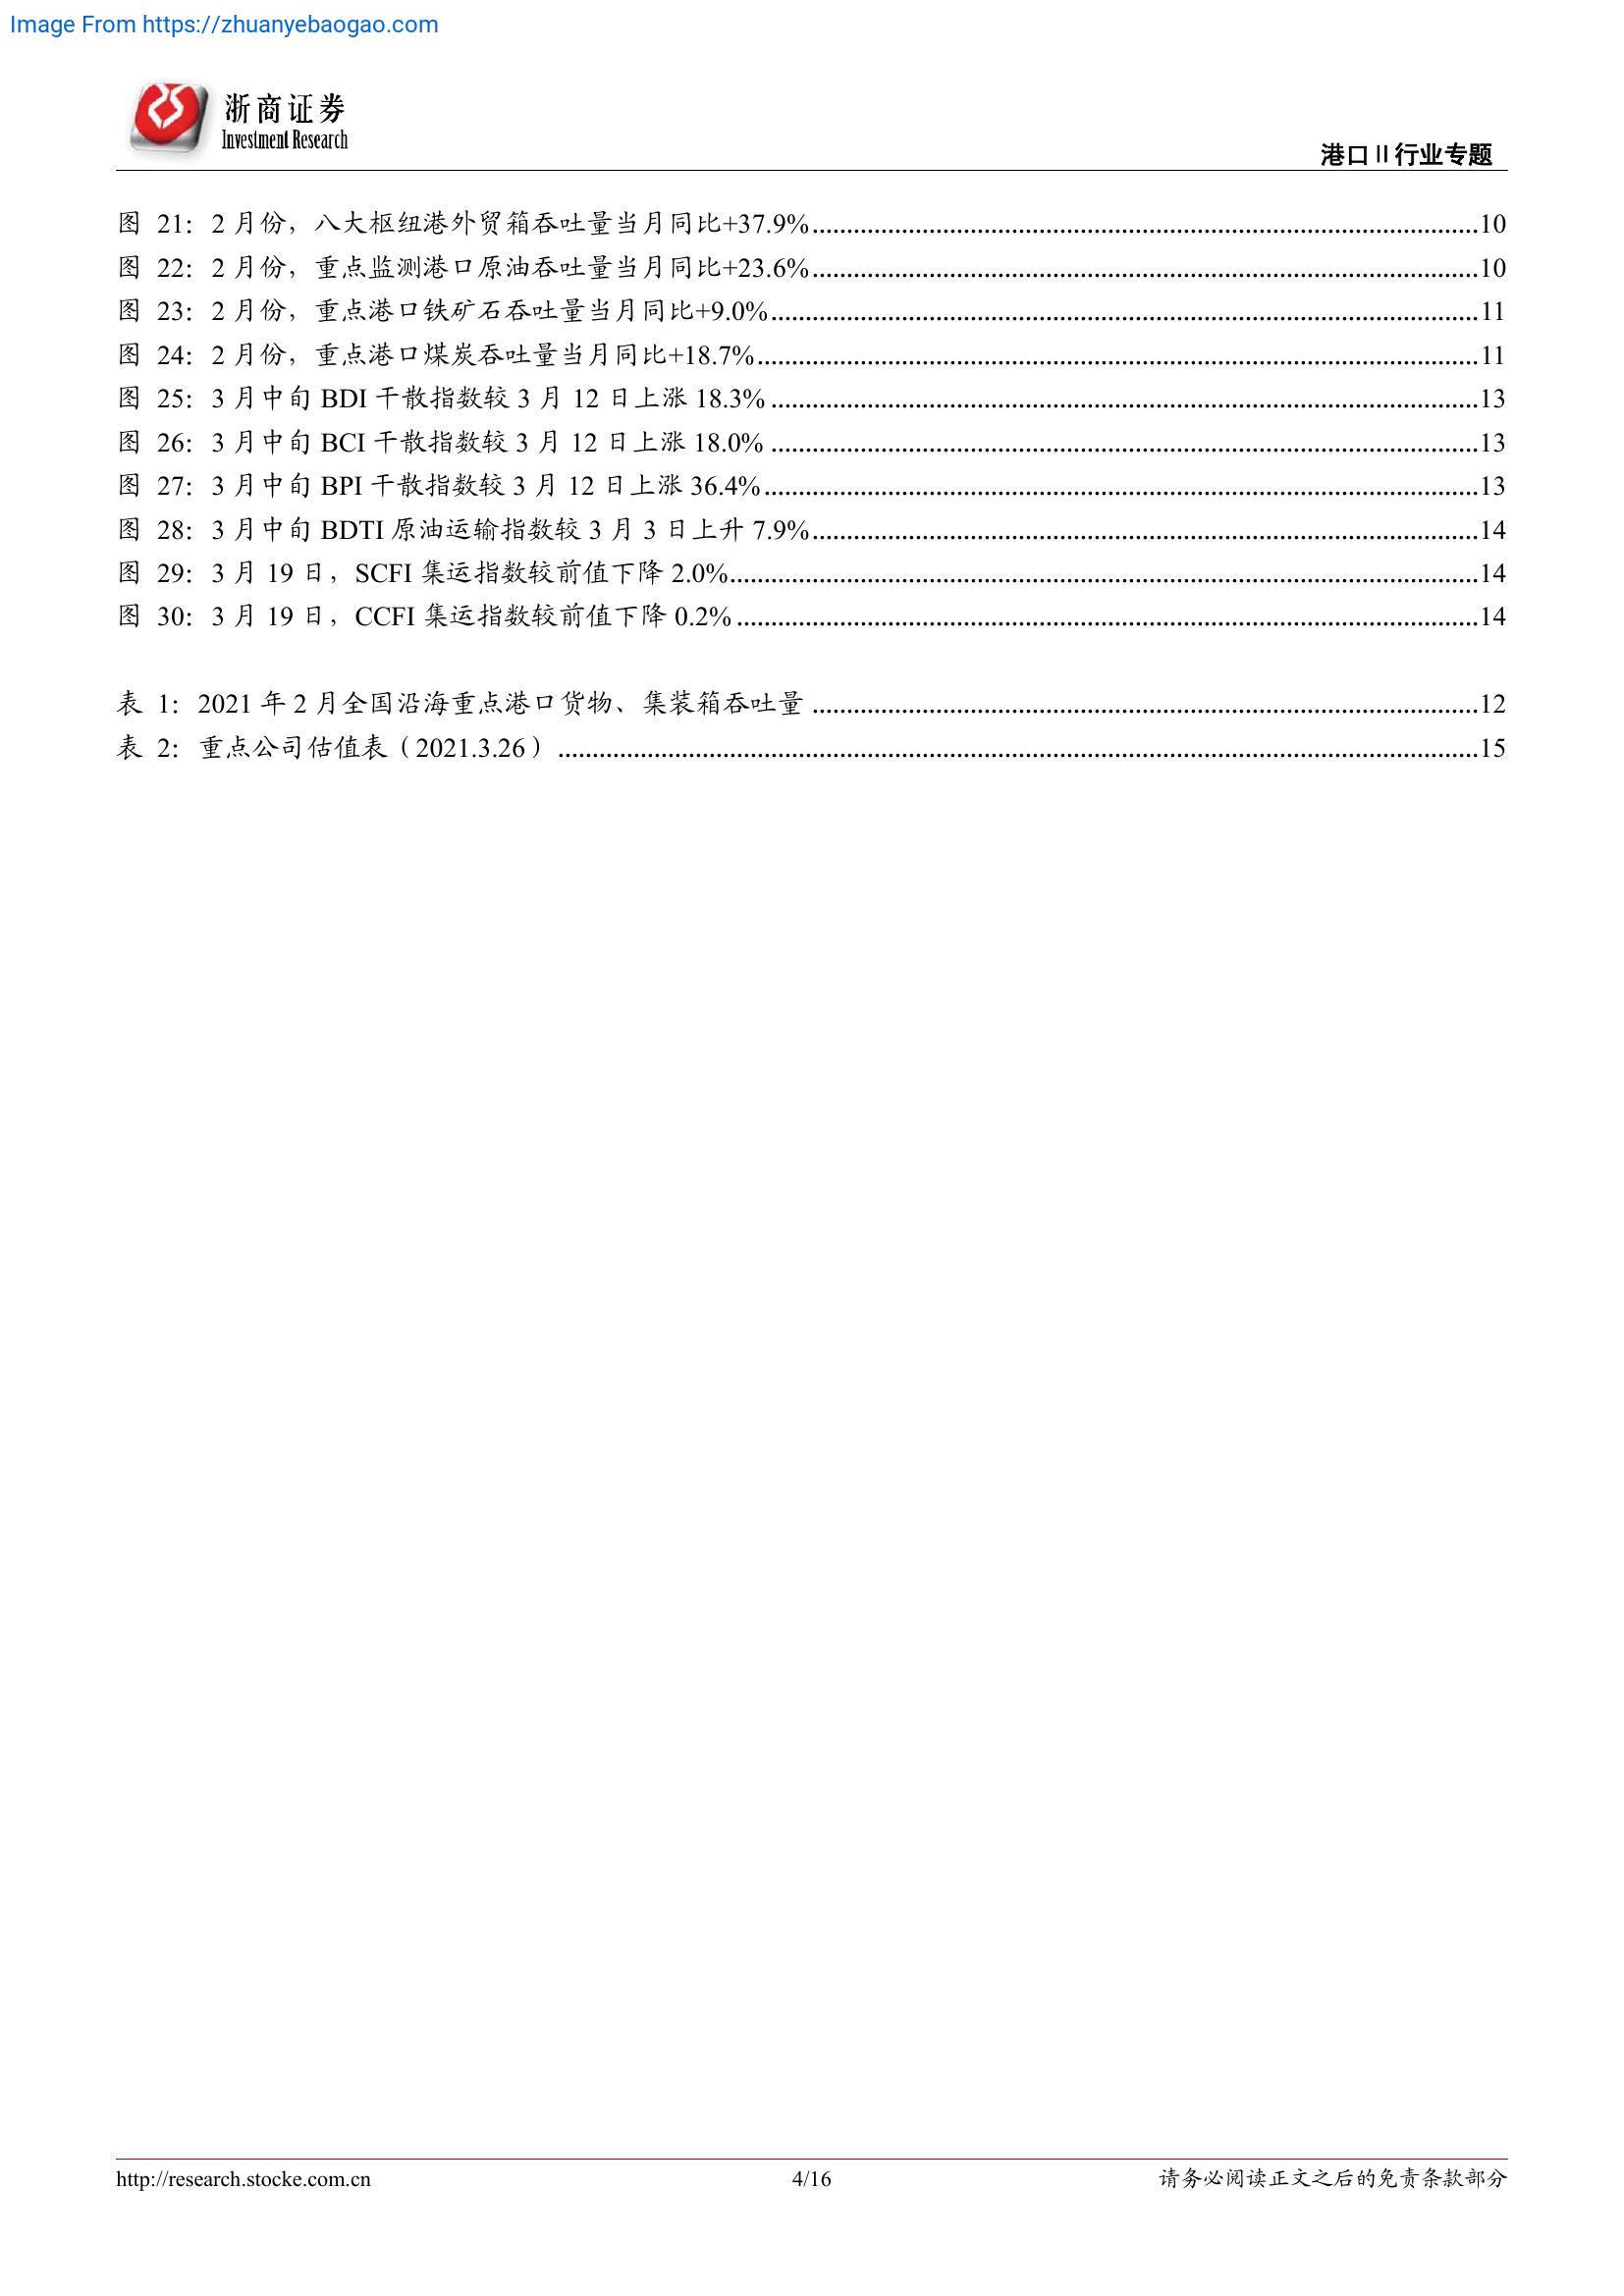 Image From https://zhuanyebaogao.com
浙商证券
Investment Research
港口Ⅱ行业专题
图 21：2 月份，八大枢纽港外贸箱吞吐量当月同比+37.9%..........10
图 22：2 月份，重点监测港口原油吞吐量当月同比+23.6%..........10
图 23：2 月份，重点港口铁矿石吞吐量当月同比+9.0%..........11
图 24：2 月份，重点港口煤炭吞吐量当月同比+18.7%..........11
图 25：3 月中旬 BDI 干散指数较 3 月 12 日上涨 18.3%..........13
图 26：3 月中旬 BCI 干散指数较 3 月 12 日上涨 18.0%..........13
图 27：3 月中旬 BPI 干散指数较 3 月 12 日上涨 36.4%..........13
图 28：3 月中旬 BDTI 原油运输指数较 3 月 3 日上升 7.9%..........14
图 29：3 月 19 日，SCFI 集运指数较前值下降 2.0%..........14
图 30：3 月 19 日，CCFI 集运指数较前值下降 0.2%..........14
表 1：2021 年 2 月全国沿海重点港口货物、集装箱吞吐量..........12
表 2：重点公司估值表（2021.3.26）..........15
http://research.stocke.com.cn 4/16 请务必阅读正文之后的免责条款部分